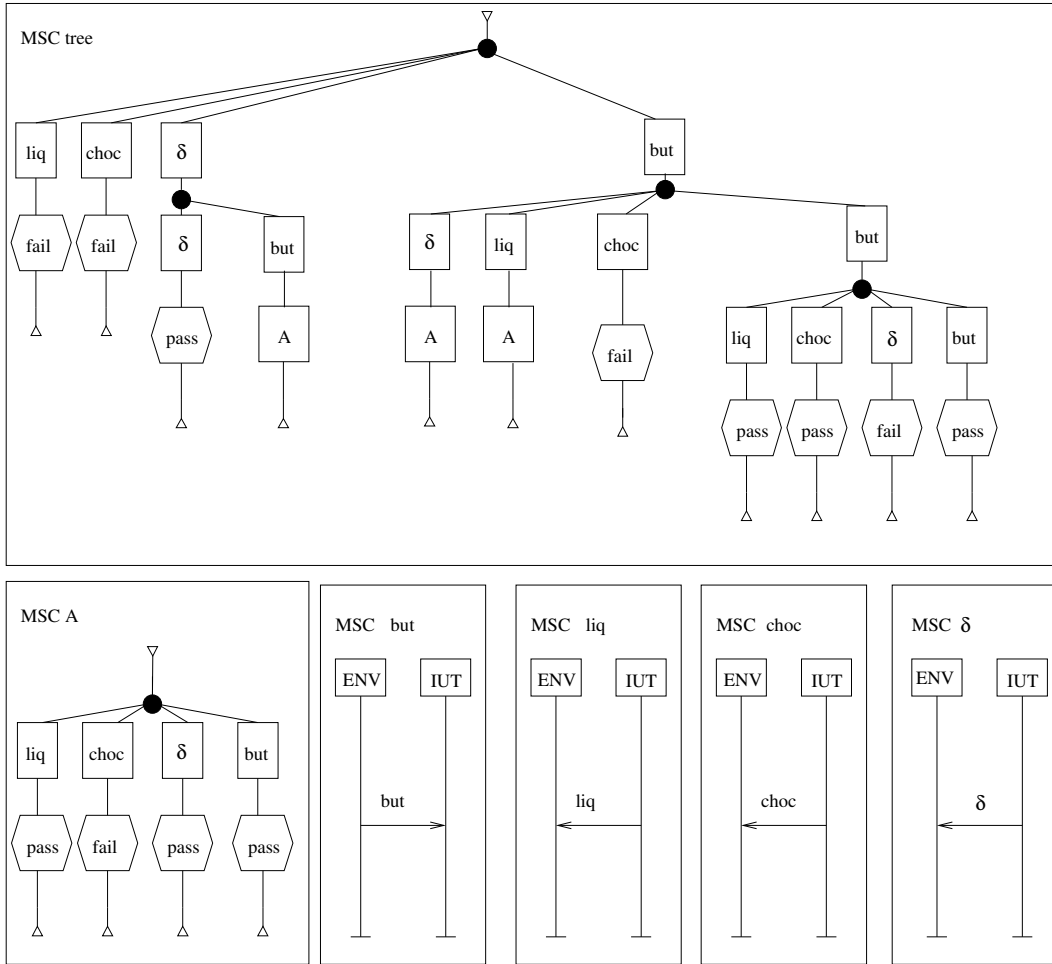 MSC tree
liq choc δ but
fail fail δ but δ liq choc but
pass A A A fail liq choc δ but
pass pass fail pass
MSC A MSC but MSC liq MSC choc MSC δ
ENV IUT ENV IUT ENV IUT ENV IUT
liq choc δ but
but liq choc δ
pass fail pass pass